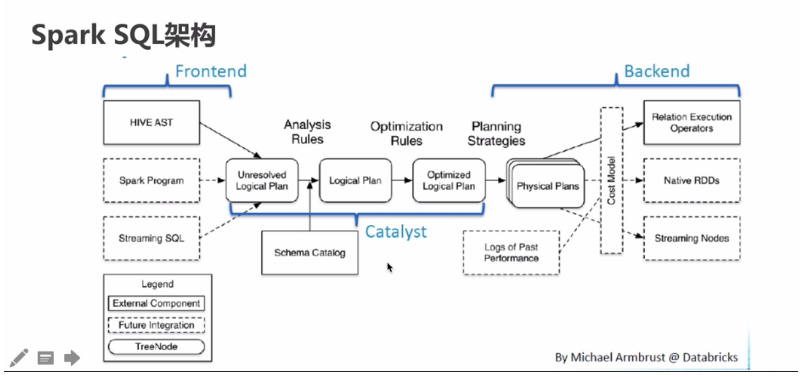 Spark SQL架构
Frontend
Backend
HIVE AST
Analysis
Rules
Optimization
Rules
Planning
Strategies
Relation Execution
Operators
Spark Program
Unresolved
Logical Plan
Logical Plan
Optimized
Logical Plan
Physical Plans
Cost Model
Native RDDs
Streaming SQL
Catalyst
Schema Catalog
Logs of Past
Performance
Streaming Nodes
Legend
External Component
Future Integration
TreeNode
By Michael Armbrust @ Databricks